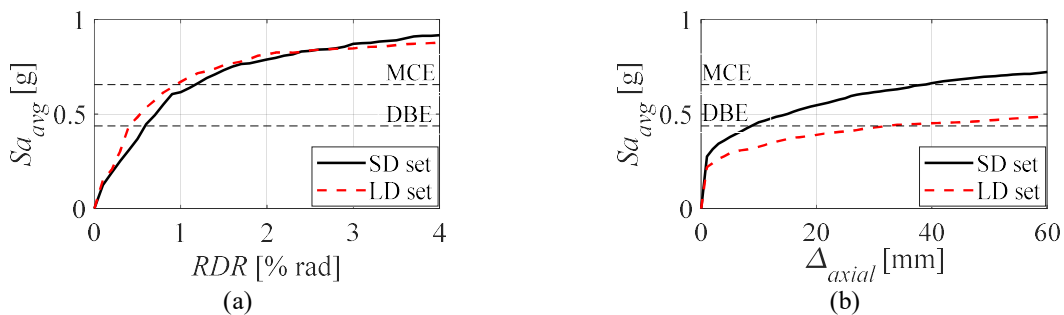 1
MCE
Sa_avg [g]
0.5
DBE
SD set
LD set
0
0 1 2 3 4
RDR [% rad]
(a)
1
MCE
Sa_avg [g]
0.5
DBE
SD set
LD set
0
0 20 40 60
Δ_axial [mm]
(b)